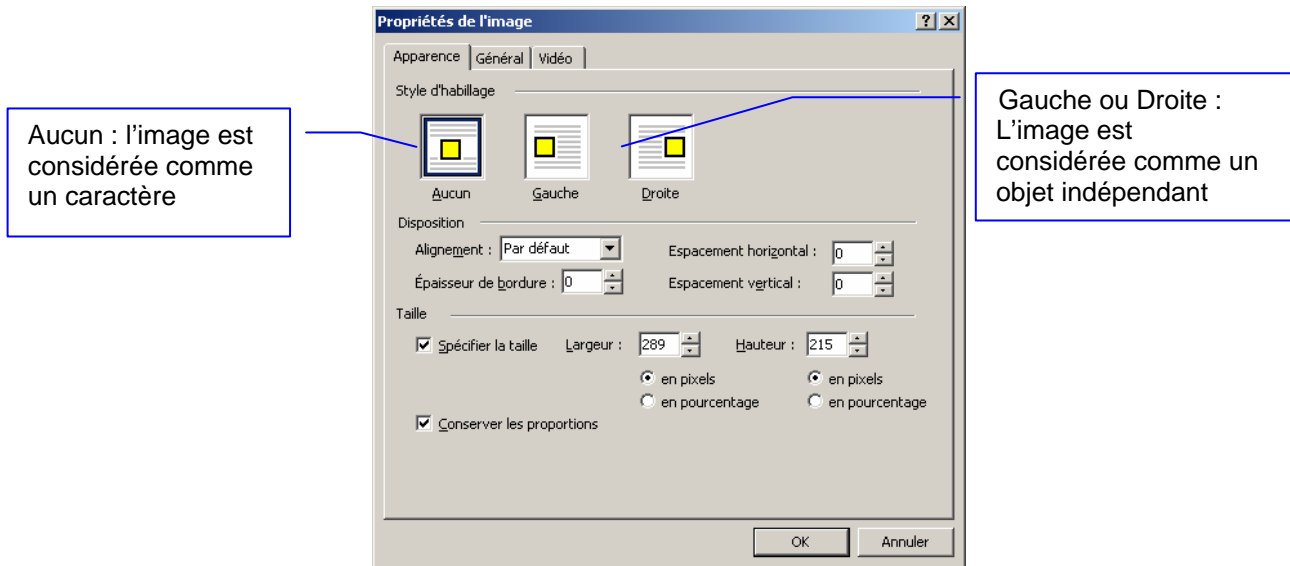 Propriétés de l'image
Apparence Général Vidéo
Style d'habillage
Aucun : l'image est
considérée comme
un caractère
Gauche ou Droite :
L'image est
considérée comme un
objet indépendant
Aucun Gauche Droite
Disposition
Alignement : Par défaut Espacement horizontal : 0
Épaisseur de bordure : 0 Espacement vertical : 0
Taille
Spécifier la taille Largeur : 289 Hauteur : 215
en pixels en pixels
en pourcentage en pourcentage
Conserver les proportions
OK Annuler